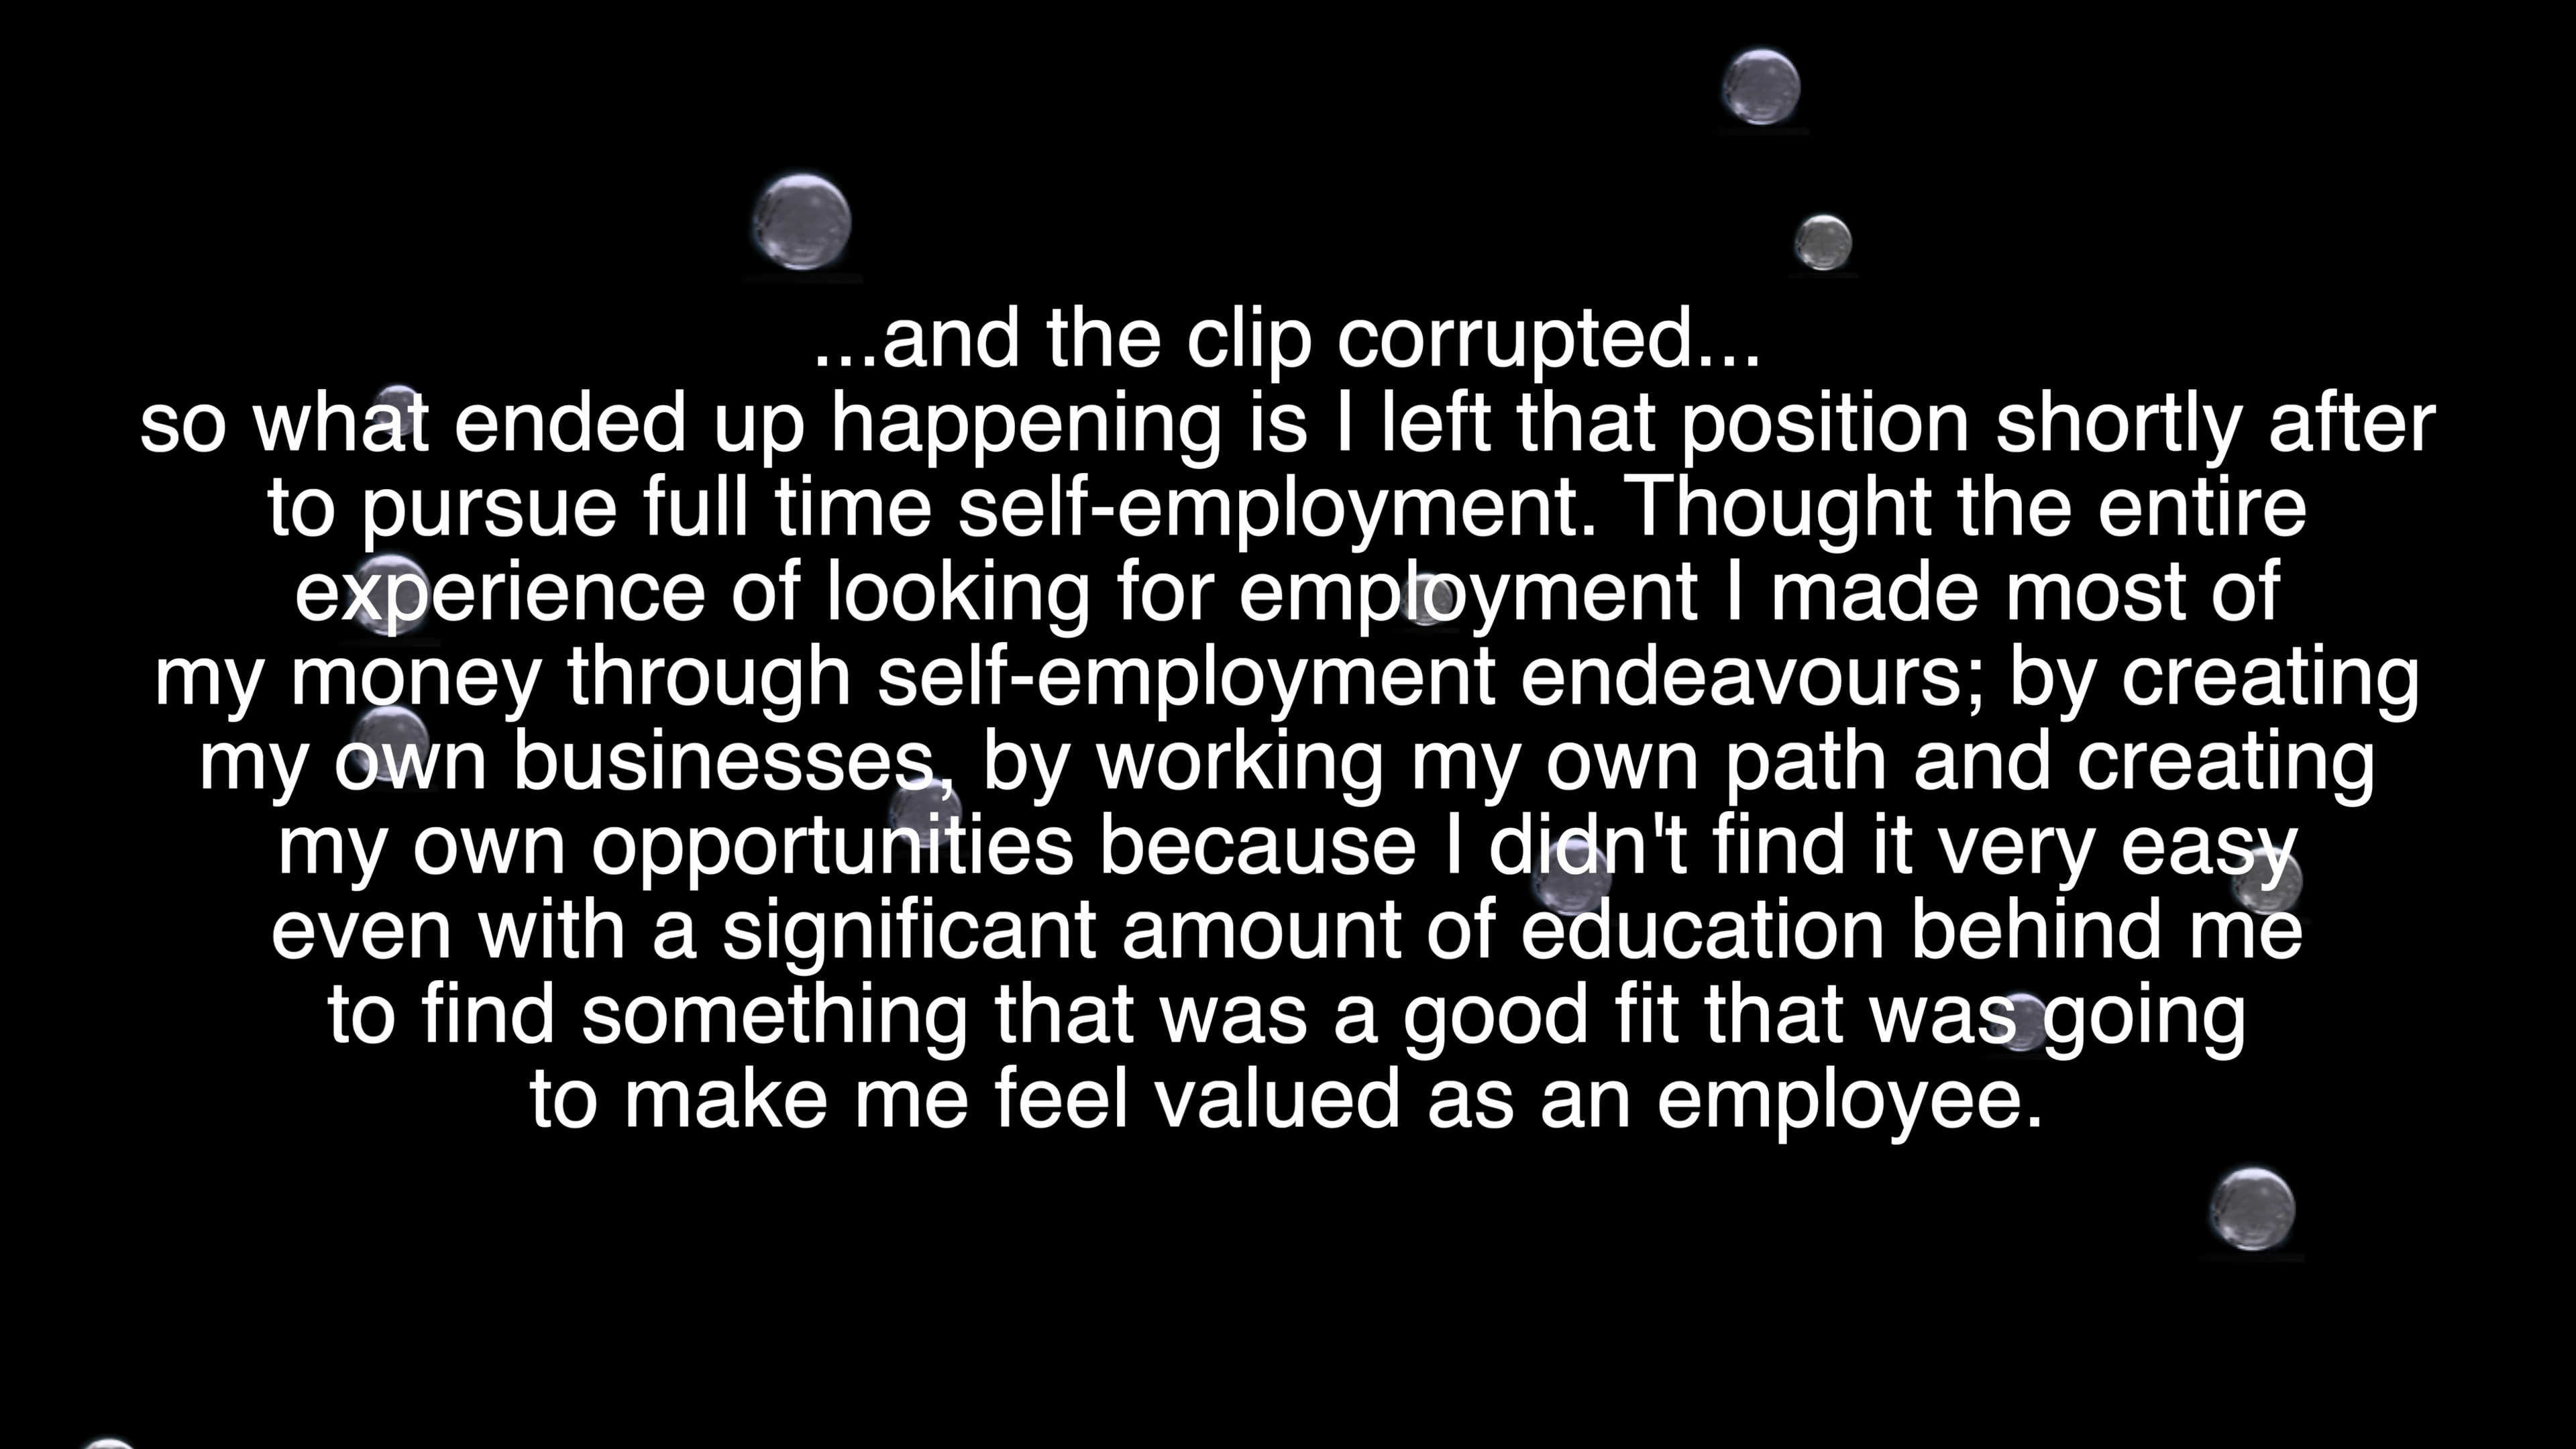 ...and the clip corrupted...
so what ended up happening is I left that position shortly after
to pursue full time self-employment. Thought the entire
experience of looking for employment I made most of
my money through self-employment endeavours; by creating
my own businesses, by working my own path and creating
my own opportunities because I didn't find it very easy
even with a significant amount of education behind me
to find something that was a good fit that was going
to make me feel valued as an employee.